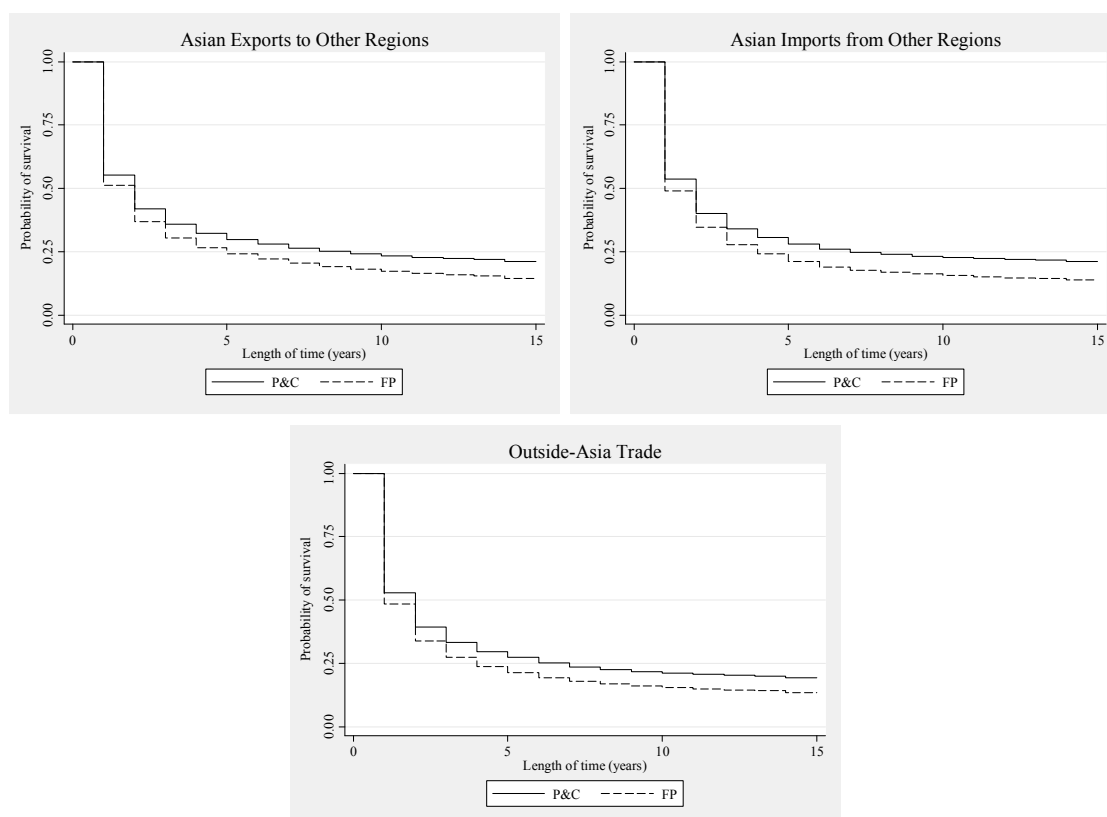 Asian Exports to Other Regions
Probability of survival
1.00
0.75
0.50
0.25
0.00
0 5 10 15
Length of time (years)
P&C FP
Asian Imports from Other Regions
Probability of survival
1.00
0.75
0.50
0.25
0.00
0 5 10 15
Length of time (years)
P&C FP
Outside-Asia Trade
Probability of survival
1.00
0.75
0.50
0.25
0.00
0 5 10 15
Length of time (years)
P&C FP